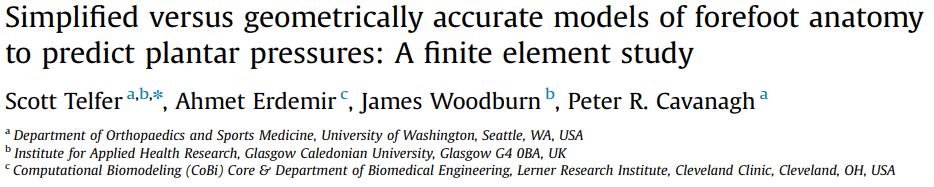 Simplified versus geometrically accurate models of forefoot anatomy
to predict plantar pressures: A finite element study
Scott Telfer a,b,*, Ahmet Erdemir c, James Woodburn b, Peter R. Cavanagh a
a Department of Orthopaedics and Sports Medicine, University of Washington, Seattle, WA, USA
b Institute for Applied Health Research, Glasgow Caledonian University, Glasgow G4 0BA, UK
c Computational Biomodeling (CoBi) Core & Department of Biomedical Engineering, Lerner Research Institute, Cleveland Clinic, Cleveland, OH, USA